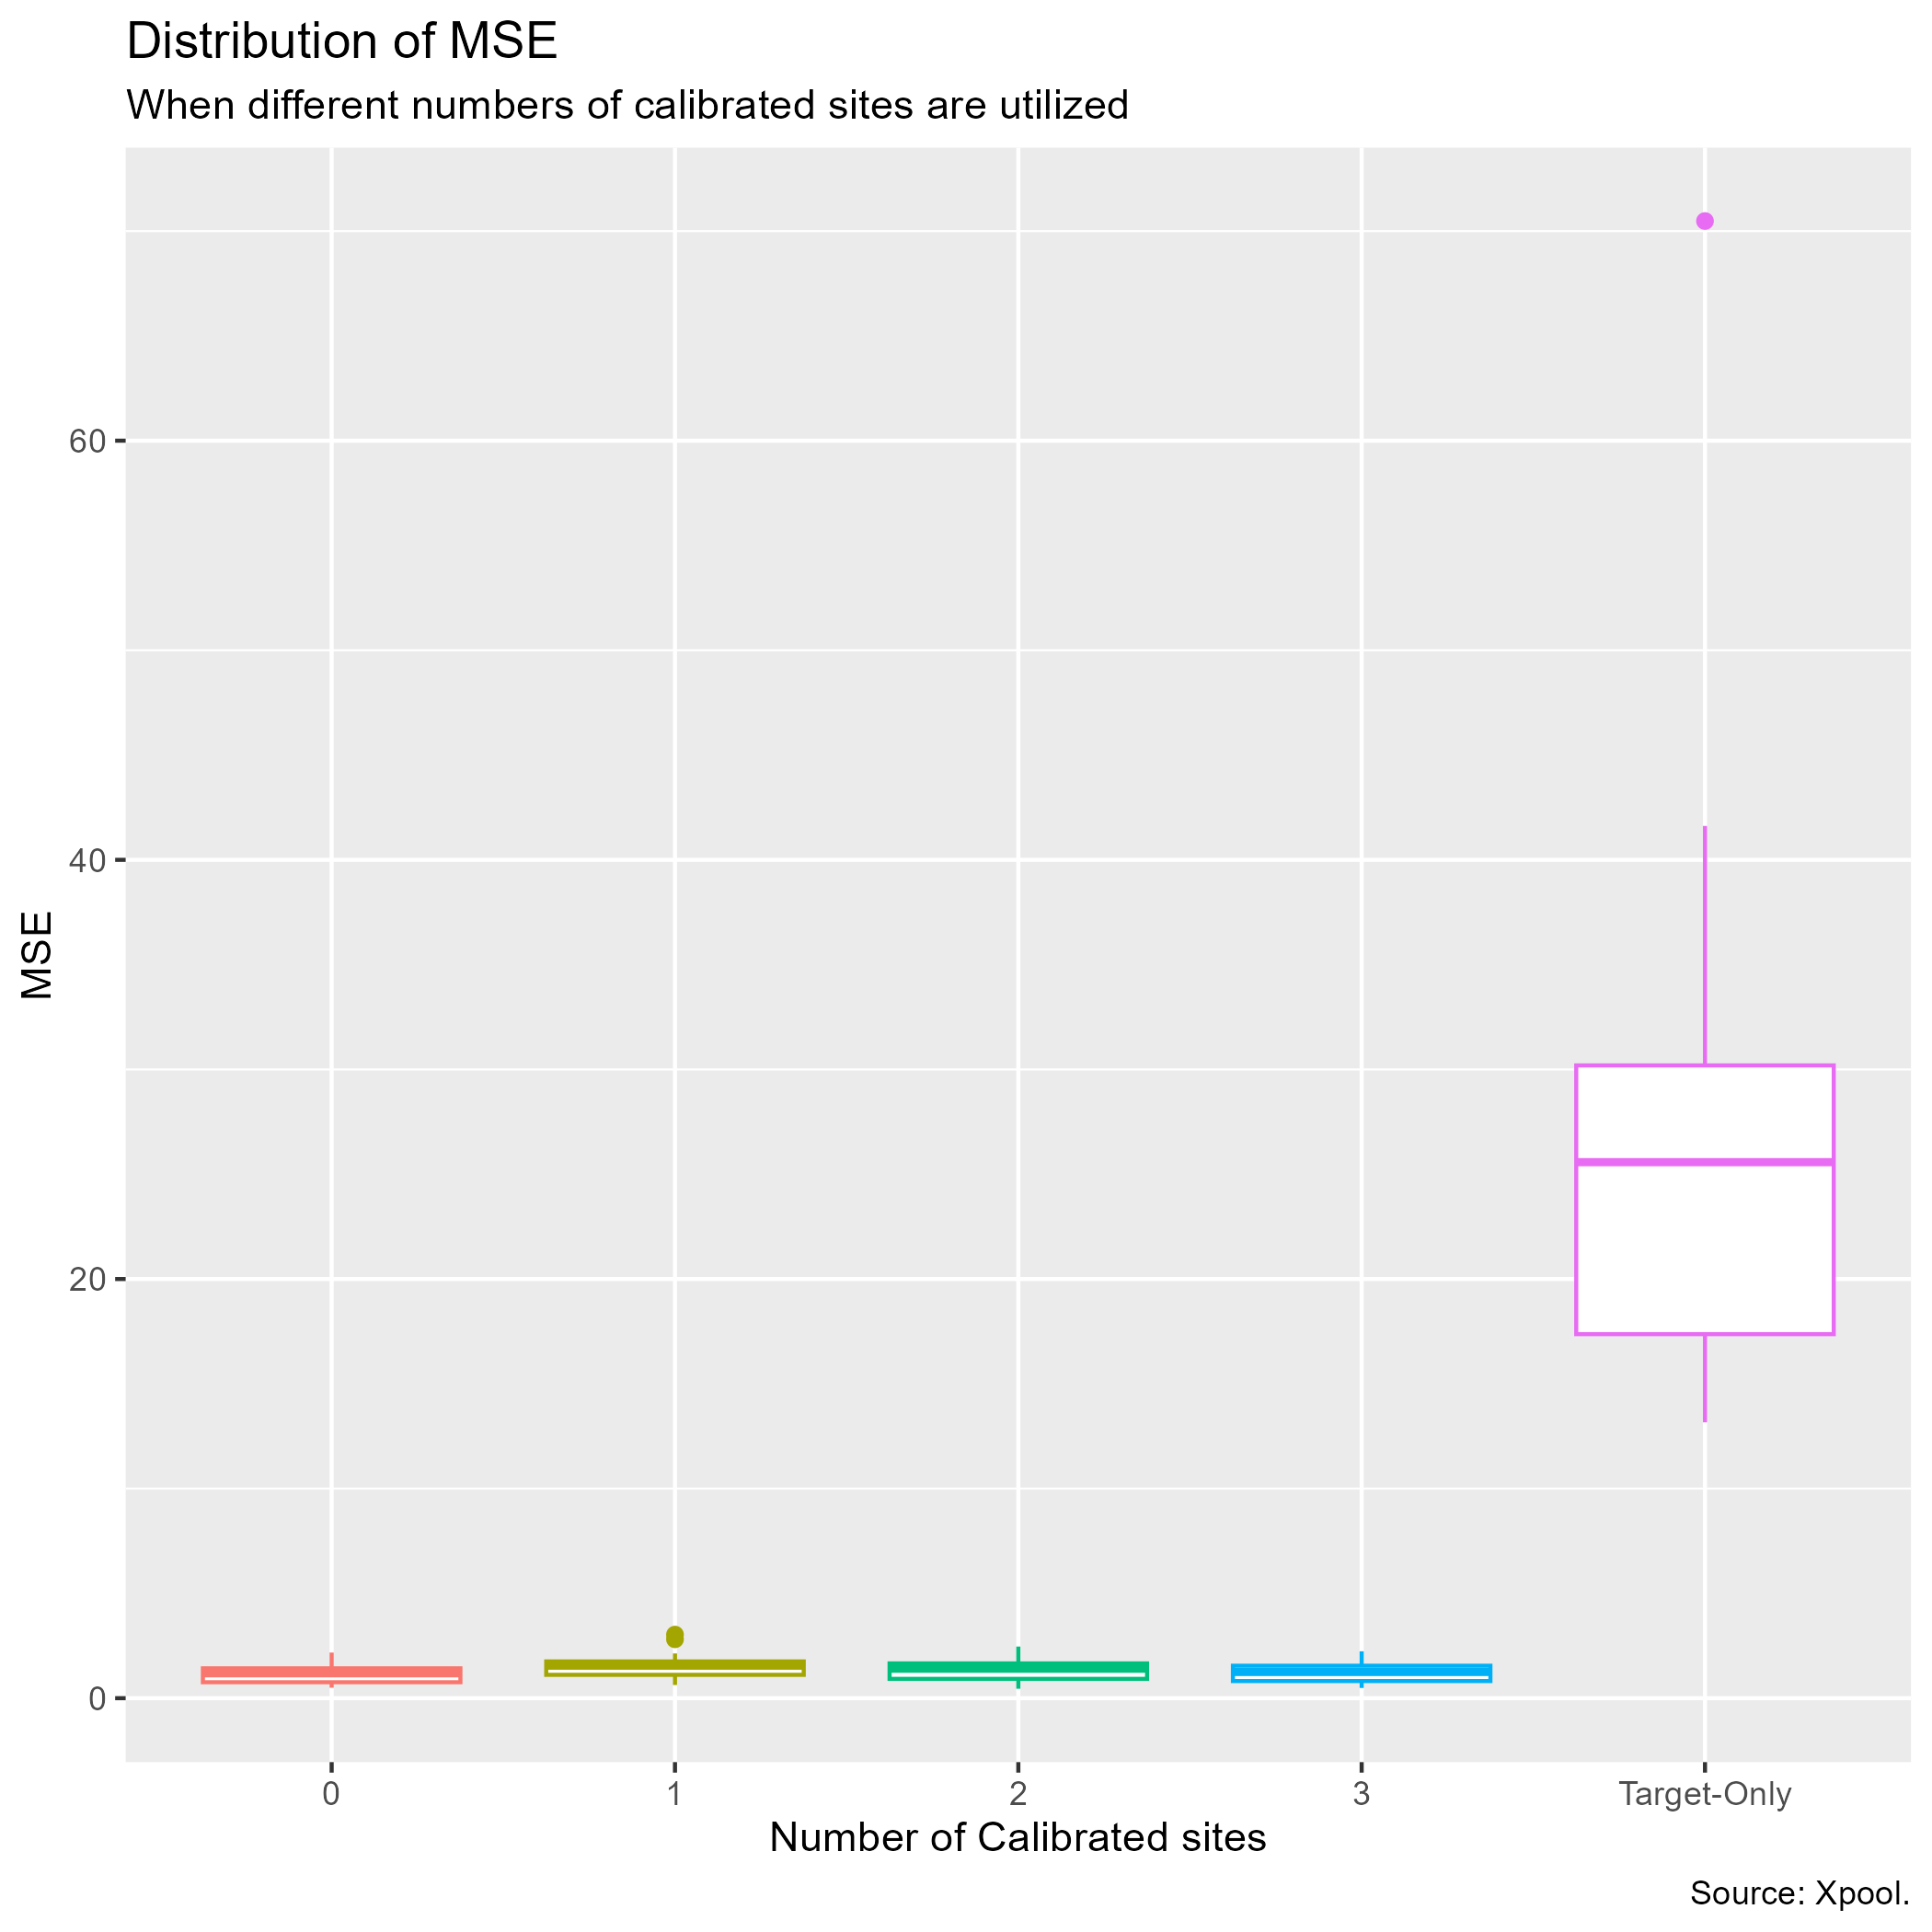 Distribution of MSE
When different numbers of calibrated sites are utilized
MSE
60
40
20
0
0
1
2
3
Target-Only
Number of Calibrated sites
Source: Xpool.